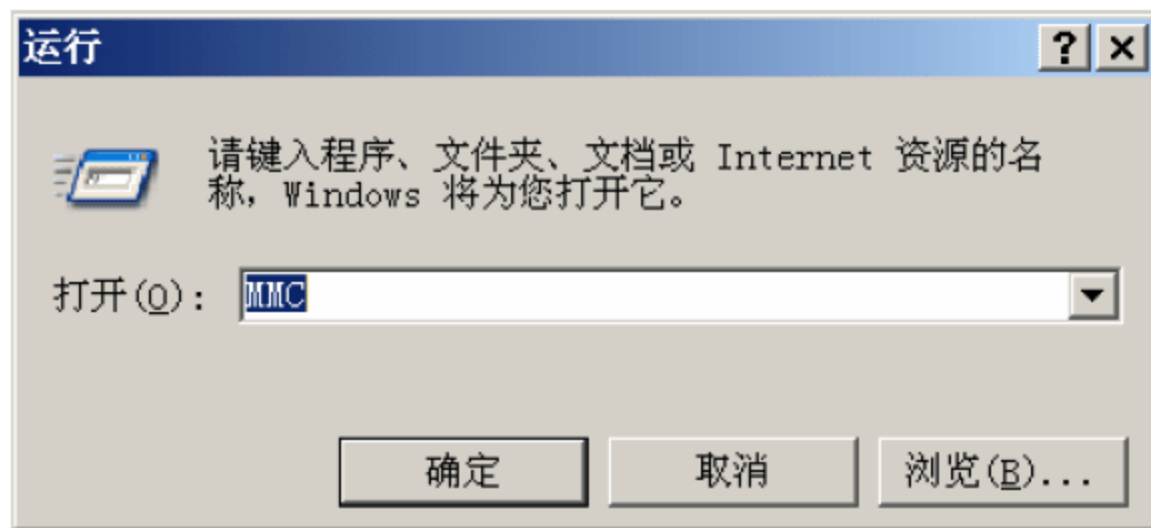 运行
请键入程序、文件夹、文档或 Internet 资源的名
称，Windows 将为您打开它。
打开(O)： MMC
确定 取消 浏览(B)...